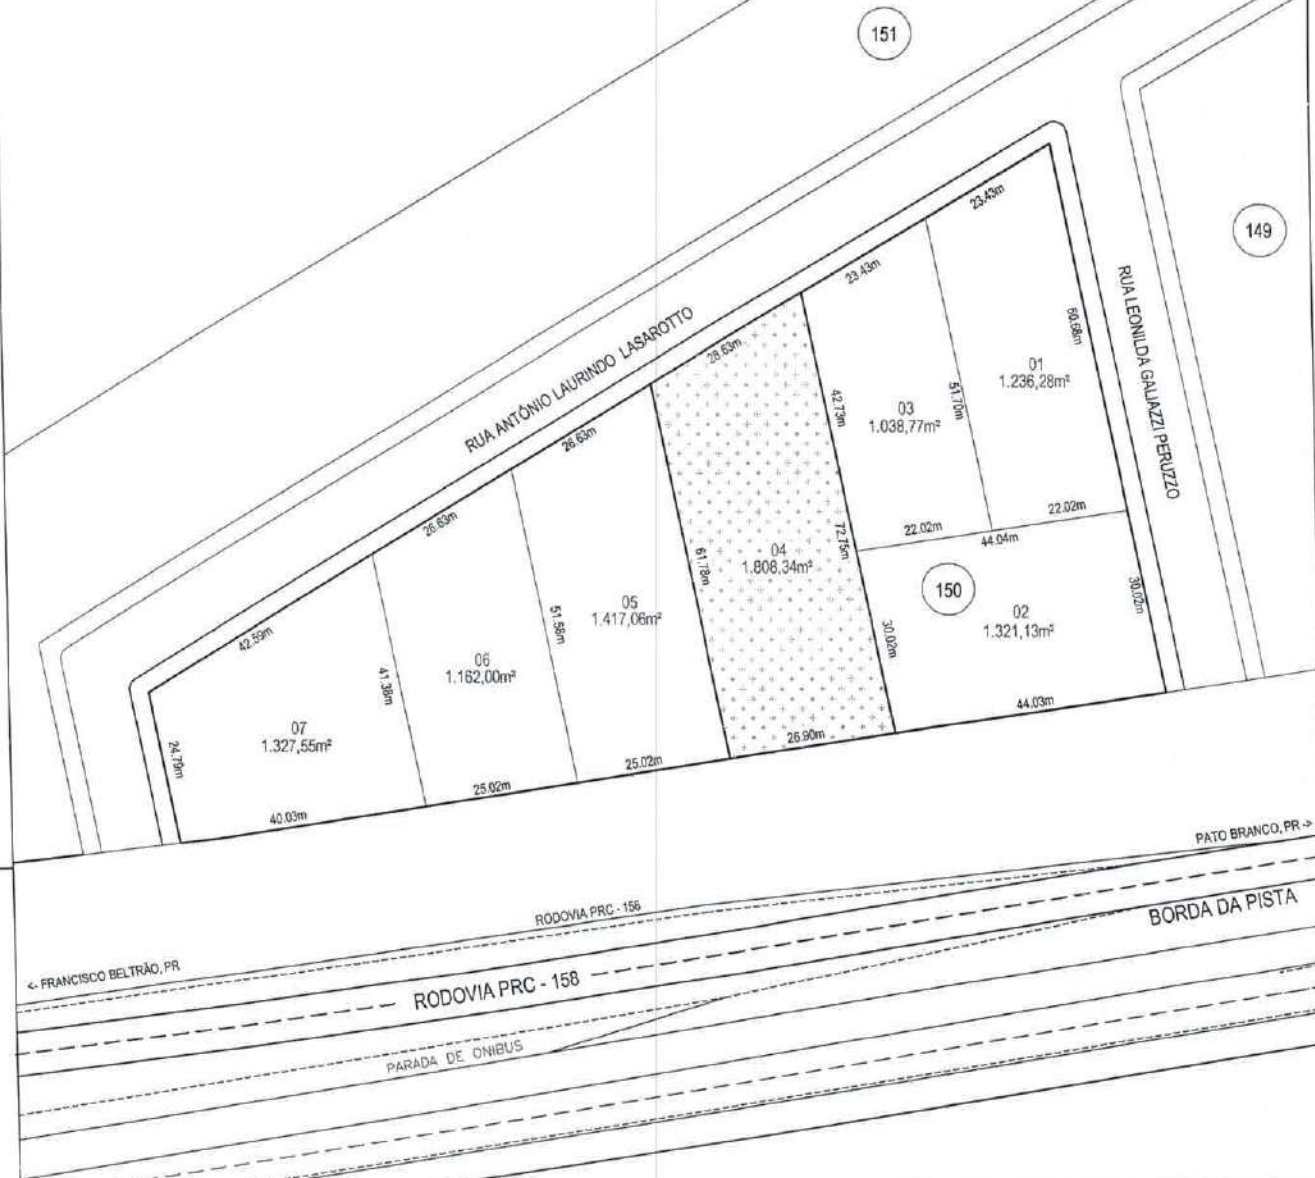 151
149
RUA ANTÔNIO LAURINDO LASAROTTO
RUA LEONILDA GALIAZZI PERUZZO
23.43m
23.43m
28.63m
26.63m
26.63m
42.59m
60.68m
01
1.236,28m²
51.70m
03
1.038,77m²
42.73m
22.02m
22.02m
44.04m
72.75m
04
1.808,34m²
61.78m
150
02
1.321,13m²
30.02m
30.02m
44.03m
26.90m
05
1.417,06m²
51.58m
25.02m
06
1.162,00m²
41.38m
25.02m
07
1.327,55m²
24.79m
40.03m
PATO BRANCO, PR ->
RODOVIA PRC - 158
BORDA DA PISTA
<- FRANCISCO BELTRÃO, PR
RODOVIA PRC - 158
PARADA DE ONIBUS